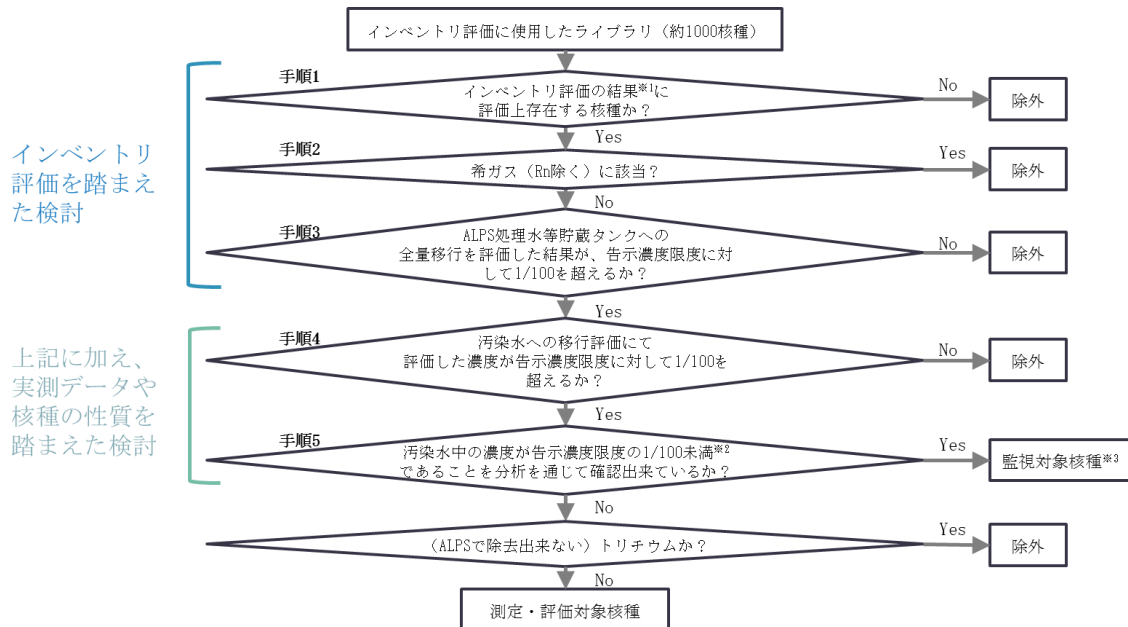 インベントリ評価に使用したライブラリ（約1000核種）
手順1
インベントリ評価の結果※1に
評価上存在する核種か？
No
除外
Yes
インベントリ
評価を踏まえ
た検討
手順2
希ガス（Rn除く）に該当？
Yes
除外
No
手順3
ALPS処理水等貯蔵タンクへの
全量移行を評価した結果が、告示濃度限度に対
して1/100を超えるか？
No
除外
Yes
上記に加え、
実測データや
核種の性質を
踏まえた検討
手順4
汚染水への移行評価にて
評価した濃度が告示濃度限度に対して1/100を
超えるか？
No
除外
Yes
手順5
汚染水中の濃度が告示濃度限度の1/100未満※2
であることを分析を通じて確認出来ているか？
Yes
監視対象核種※3
No
（ALPSで除去出来ない）トリチウムか？
Yes
除外
No
測定・評価対象核種